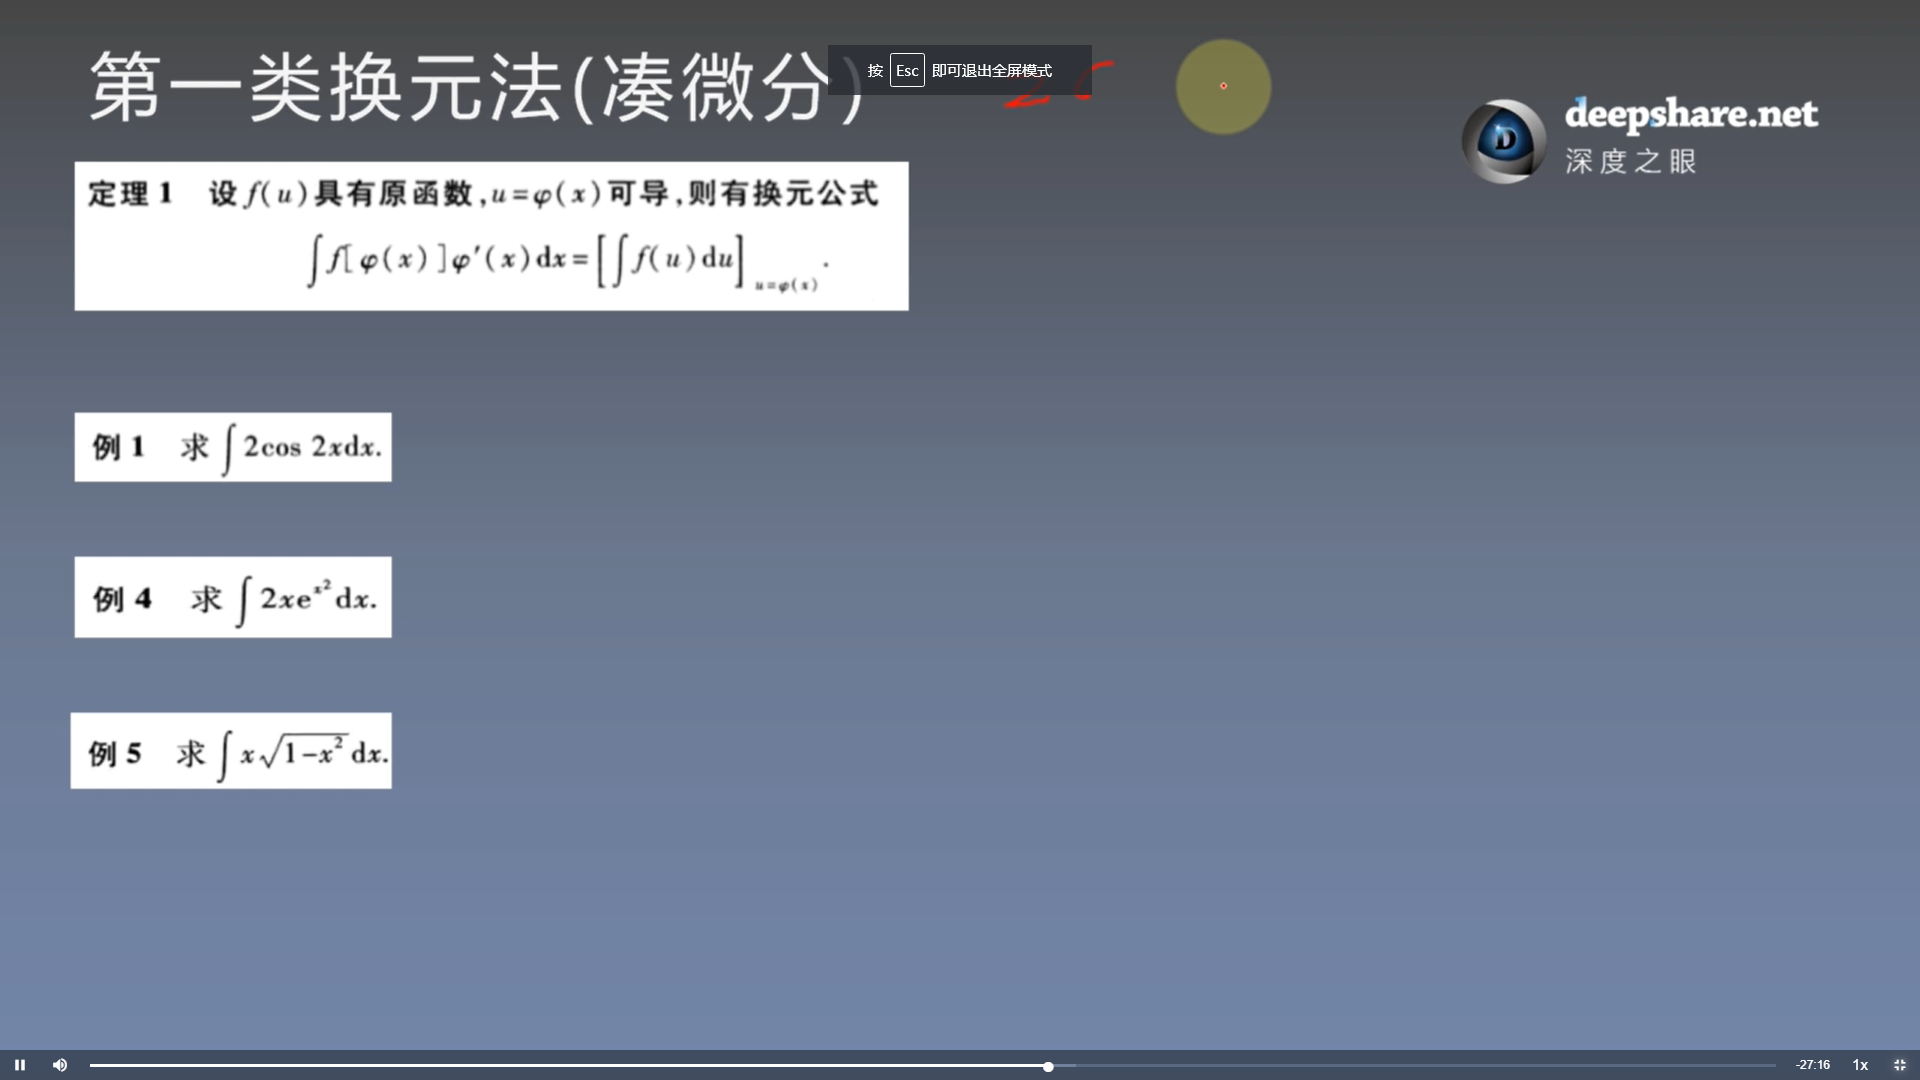 第一类换元法(凑微分)
按 Esc 即可退出全屏模式
deepshare.net
深度之眼
定理 1 设 f(u)具有原函数,u=φ(x)可导,则有换元公式
∫f[φ(x)]φ′(x)dx=[∫f(u)du]u=φ(x).
例 1 求∫2cos 2xdx.
例 4 求∫2xe^{x²}dx.
例 5 求∫x√(1-x²)dx.
-27:16 1x